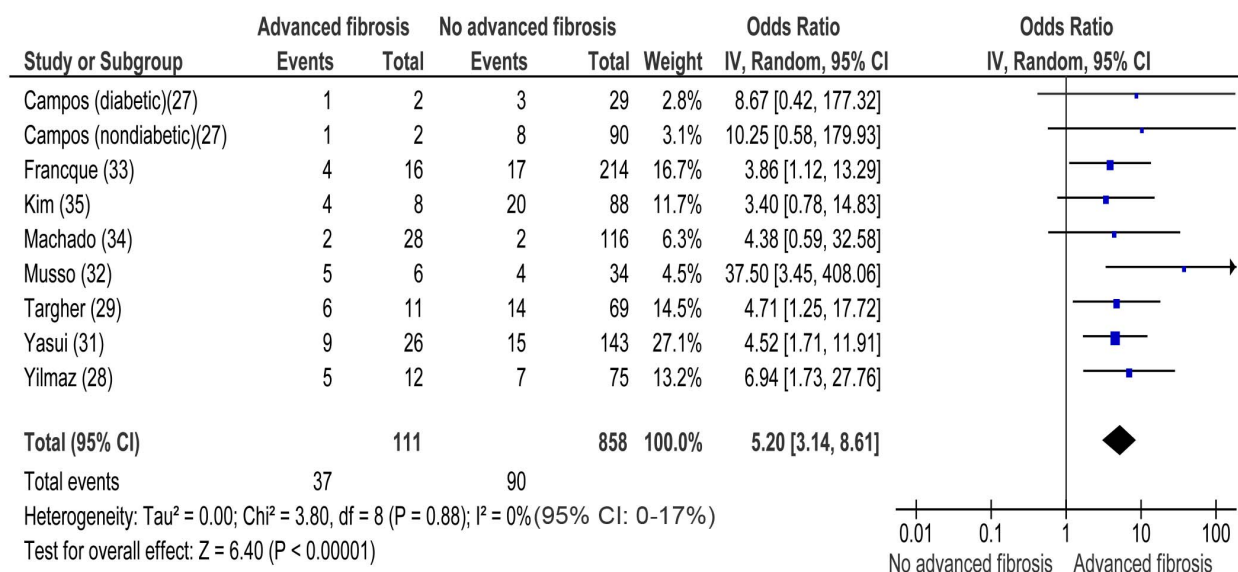 Advanced fibrosis No advanced fibrosis Odds Ratio Odds Ratio
Study or Subgroup Events Total Events Total Weight IV, Random, 95% CI IV, Random, 95% CI
Campos (diabetic)(27) 1 2 3 29 2.8% 8.67 [0.42, 177.32]
Campos (nondiabetic)(27) 1 2 8 90 3.1% 10.25 [0.58, 179.93]
Francque (33) 4 16 17 214 16.7% 3.86 [1.12, 13.29]
Kim (35) 4 8 20 88 11.7% 3.40 [0.78, 14.83]
Machado (34) 2 28 2 116 6.3% 4.38 [0.59, 32.58]
Musso (32) 5 6 4 34 4.5% 37.50 [3.45, 408.06]
Targher (29) 6 11 14 69 14.5% 4.71 [1.25, 17.72]
Yasui (31) 9 26 15 143 27.1% 4.52 [1.71, 11.91]
Yilmaz (28) 5 12 7 75 13.2% 6.94 [1.73, 27.76]
Total (95% CI) 111 858 100.0% 5.20 [3.14, 8.61]
Total events 37 90
Heterogeneity: Tau² = 0.00; Chi² = 3.80, df = 8 (P = 0.88); I² = 0%(95% CI: 0-17%)
Test for overall effect: Z = 6.40 (P < 0.00001)
0.01 0.1 1 10 100
No advanced fibrosis Advanced fibrosis